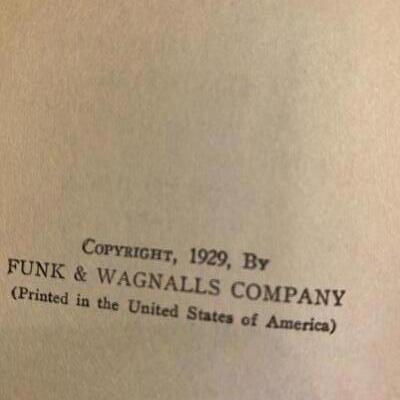 Copyright, 1929, By
FUNK & WAGNALLS COMPANY
(Printed in the United States of America)